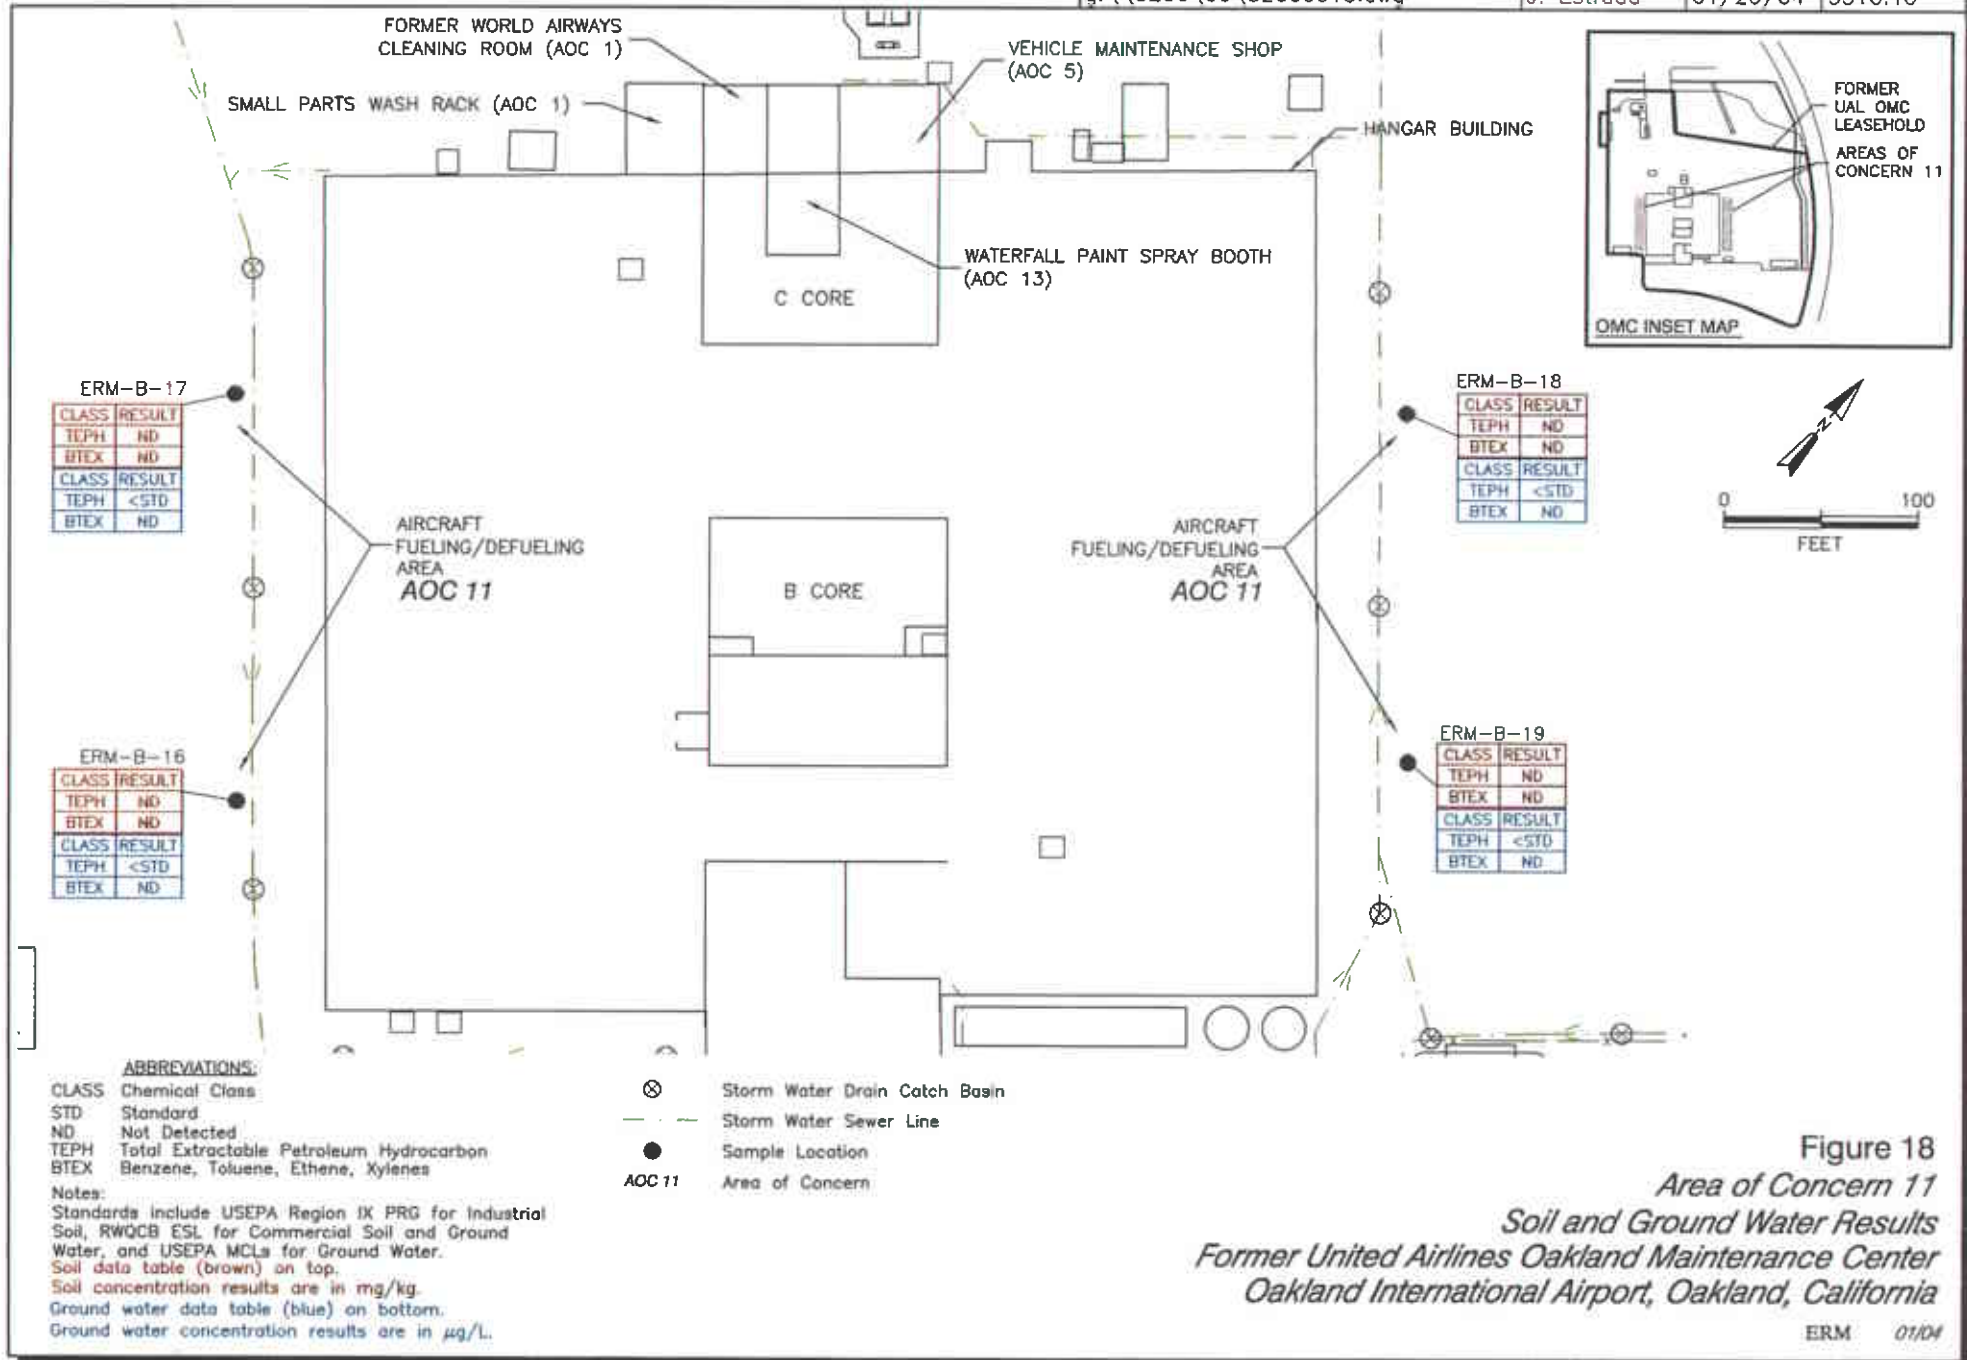 J. Estrada
FORMER WORLD AIRWAYS
CLEANING ROOM (AOC 1)
SMALL PARTS WASH RACK (AOC 1)
VEHICLE MAINTENANCE SHOP
(AOC 5)
HANGAR BUILDING
WATERFALL PAINT SPRAY BOOTH
(AOC 13)
C CORE
FORMER
UAL OMC
LEASEHOLD
AREAS OF
CONCERN 11
B
OMC INSET MAP
ERM-B-17
CLASS RESULT
TEPH ND
BTEX ND
CLASS RESULT
TEPH <STD
BTEX ND
ERM-B-18
CLASS RESULT
TEPH ND
BTEX ND
CLASS RESULT
TEPH <STD
BTEX ND
N
0 100
FEET
AIRCRAFT
FUELING/DEFUELING
AREA
AOC 11
B CORE
AIRCRAFT
FUELING/DEFUELING
AREA
AOC 11
ERM-B-16
CLASS RESULT
TEPH ND
BTEX ND
CLASS RESULT
TEPH <STD
BTEX ND
ERM-B-19
CLASS RESULT
TEPH ND
BTEX ND
CLASS RESULT
TEPH <STD
BTEX ND
ABBREVIATIONS:
CLASS Chemical Class
STD Standard
ND Not Detected
TEPH Total Extractable Petroleum Hydrocarbon
BTEX Benzene, Toluene, Ethene, Xylenes
Notes:
Standards include USEPA Region IX PRG for Industrial
Soil, RWQCB ESL for Commercial Soil and Ground
Water, and USEPA MCLs for Ground Water.
Soil data table (brown) on top.
Soil concentration results are in mg/kg.
Ground water data table (blue) on bottom.
Ground water concentration results are in µg/L.
Storm Water Drain Catch Basin
Storm Water Sewer Line
Sample Location
AOC 11 Area of Concern
Figure 18
Area of Concern 11
Soil and Ground Water Results
Former United Airlines Oakland Maintenance Center
Oakland International Airport, Oakland, California
ERM 01/04